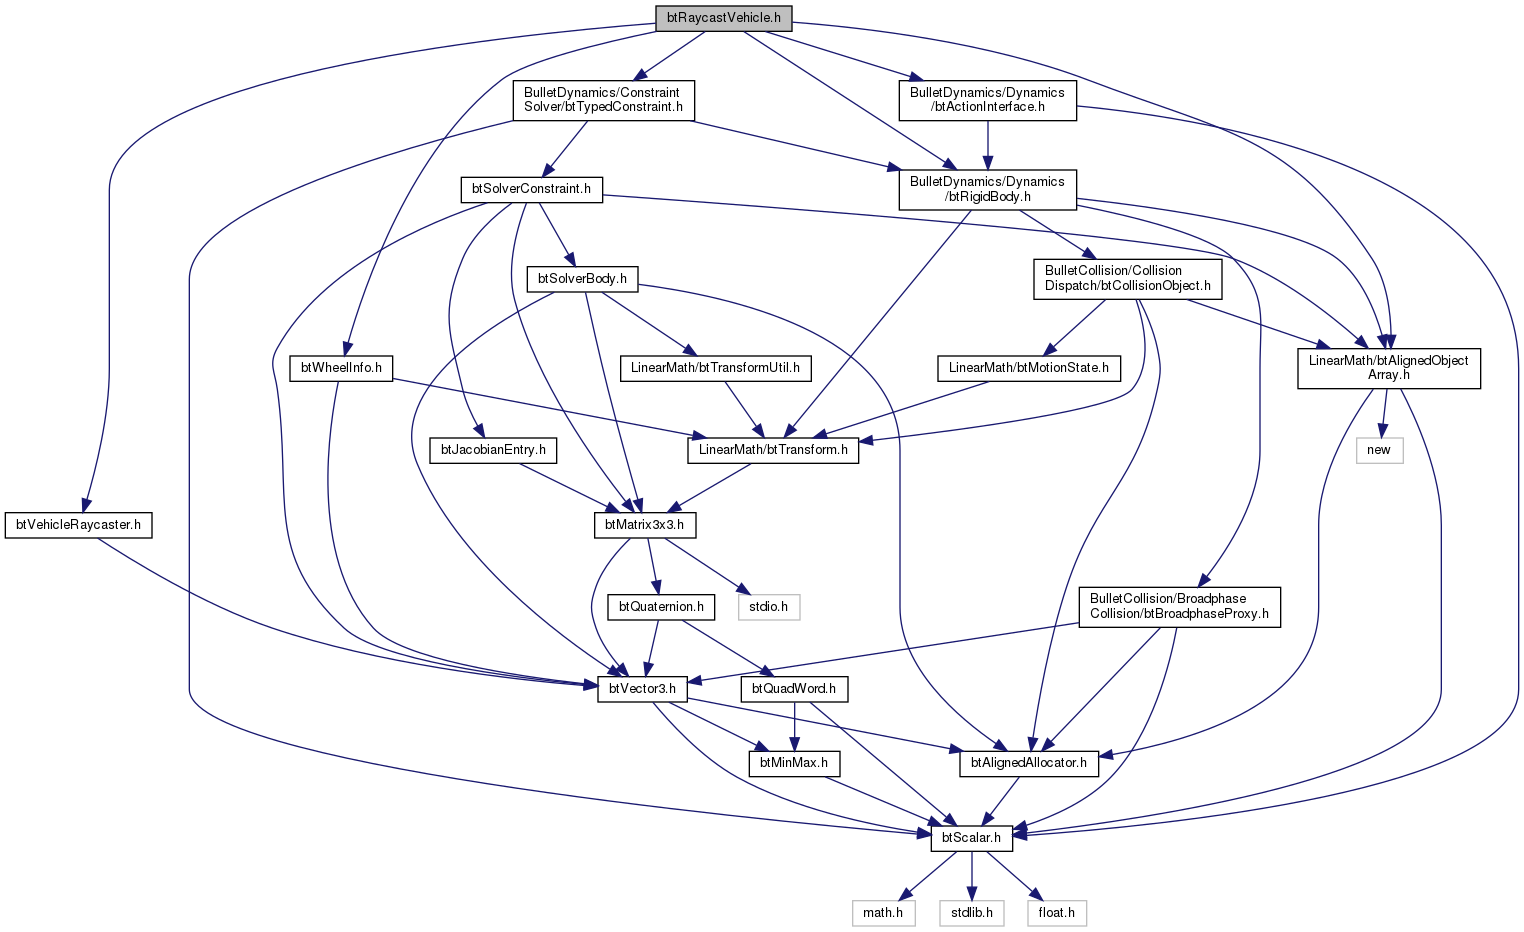 btRaycastVehicle.h
BulletDynamics/Constraint
Solver/btTypedConstraint.h
BulletDynamics/Dynamics
/btActionInterface.h
btSolverConstraint.h
BulletDynamics/Dynamics
/btRigidBody.h
btSolverBody.h
BulletCollision/Collision
Dispatch/btCollisionObject.h
btWheelInfo.h
LinearMath/btTransformUtil.h
LinearMath/btMotionState.h
LinearMath/btAlignedObject
Array.h
btJacobianEntry.h
LinearMath/btTransform.h
new
btVehicleRaycaster.h
btMatrix3x3.h
btQuaternion.h
stdio.h
BulletCollision/Broadphase
Collision/btBroadphaseProxy.h
btVector3.h
btQuadWord.h
btMinMax.h
btAlignedAllocator.h
btScalar.h
math.h
stdlib.h
float.h